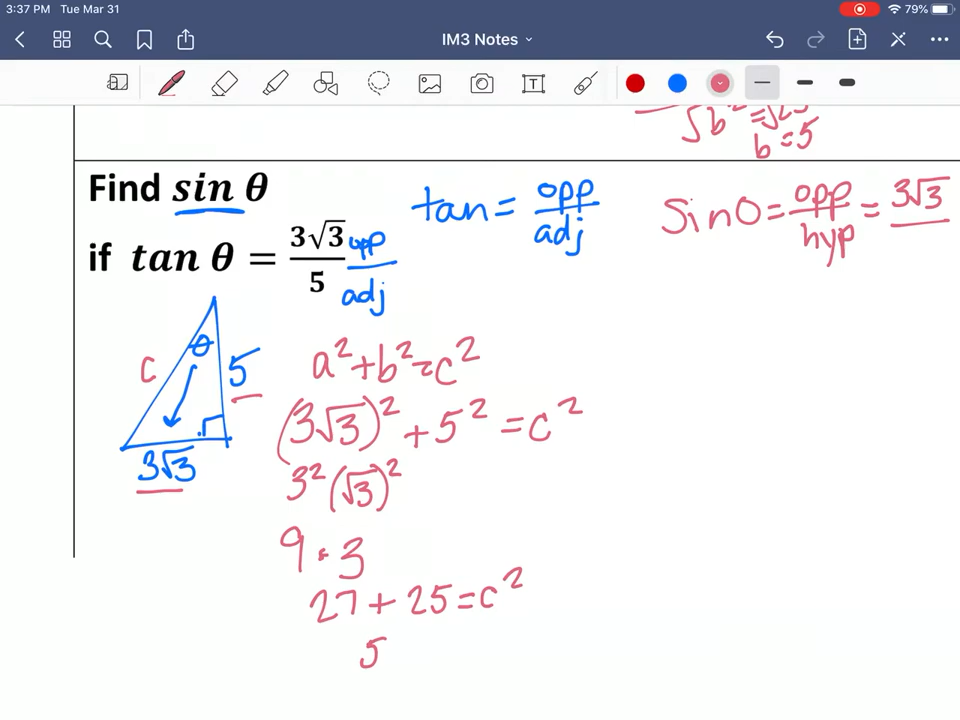 3:37 PM Tue Mar 31
79%
IM3 Notes
√b² = √25
b = 5
Find sin θ
tan = opp/adj
sin θ = opp/hyp = 3√3
if tan θ = 3√3/5 opp/adj
θ
c
5
3√3
a² + b² = c²
(3√3)² + 5² = c²
3² (√3)²
9 · 3
27 + 25 = c²
5